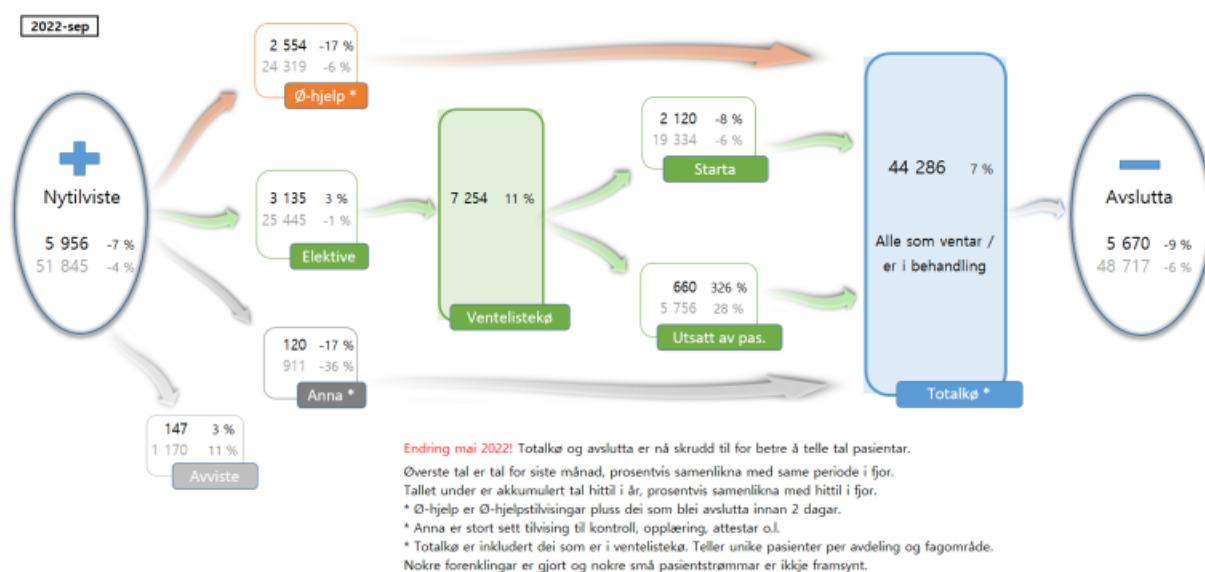 2022-sep
2 554 -17 %
24 319 -6 %
Ø-hjelp *
Nytilviste
5 956 -7 %
51 845 -4 %
3 135 3 %
25 445 -1 %
Elektive
120 -17 %
911 -36 %
Anna *
147 3 %
1 170 11 %
Avviste
7 254 11 %
Ventelistekø
2 120 -8 %
19 334 -6 %
Starta
660 326 %
5 756 28 %
Utsatt av pas.
44 286 7 %
Alle som ventar /
er i behandling
Totalkø *
Avslutta
5 670 -9 %
48 717 -6 %
Endring mai 2022! Totalkø og avslutta er nå skrudd til for betre å telle tal pasientar.
Øverste tal er tal for siste månad, prosentvis samenlikna med same periode i fjor.
Tallet under er akkumulert tal hittil i år, prosentvis samenlikna med hittil i fjor.
* Ø-hjelp er Ø-hjelpstilvisingar pluss dei som blei avslutta innan 2 dagar.
* Anna er stort sett tilvising til kontroll, opplæring, attestar o.l.
* Totalkø er inkludert dei som er i ventelistekø. Teller unike pasienter per avdeling og fagområde.
Nokre forenklingar er gjort og nokre små pasientstrømmar er ikkje framsynt.